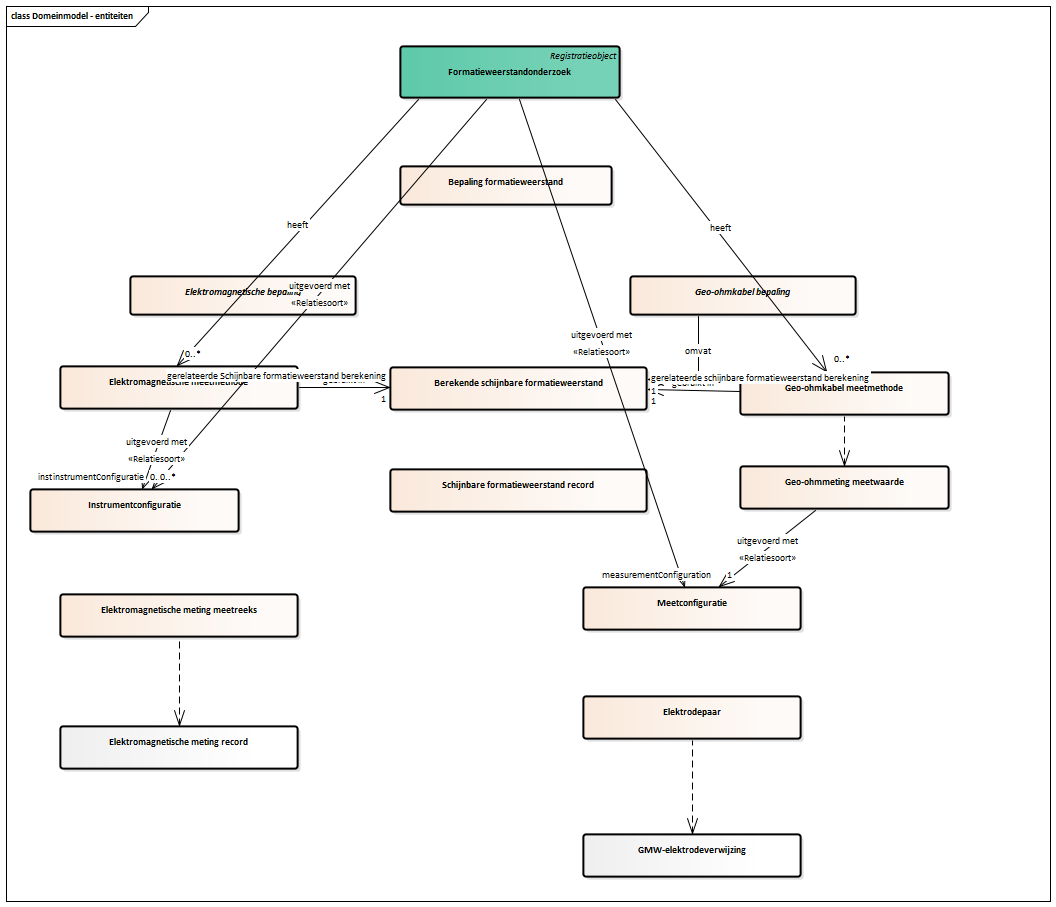 class Domeinmodel - entiteiten
Registratieobject
Formatieweerstandonderzoek
Bepaling formatieweerstand
heeft
heeft
Elektromagnetische bepaling
uitgevoerd met
«Relatiesoort»
Geo-ohmkabel bepaling
uitgevoerd met
«Relatiesoort»
omvat
0..*
0..*
gerelateerde Schijnbare formatieweerstand berekening
gerelateerde schijnbare formatieweerstand berekening
Elektromagnetische meetmethode
Berekende schijnbare formatieweerstand
Geo-ohmkabel meetmethode
1
1
1
uitgevoerd met
«Relatiesoort»
instrumentConfiguratie
0..*
Instrumentconfiguratie
Schijnbare formatieweerstand record
Geo-ohmmeting meetwaarde
uitgevoerd met
«Relatiesoort»
measurementConfiguration
1
Meetconfiguratie
Elektromagnetische meting meetreeks
Elektrodepaar
Elektromagnetische meting record
GMW-elektrodeverwijzing